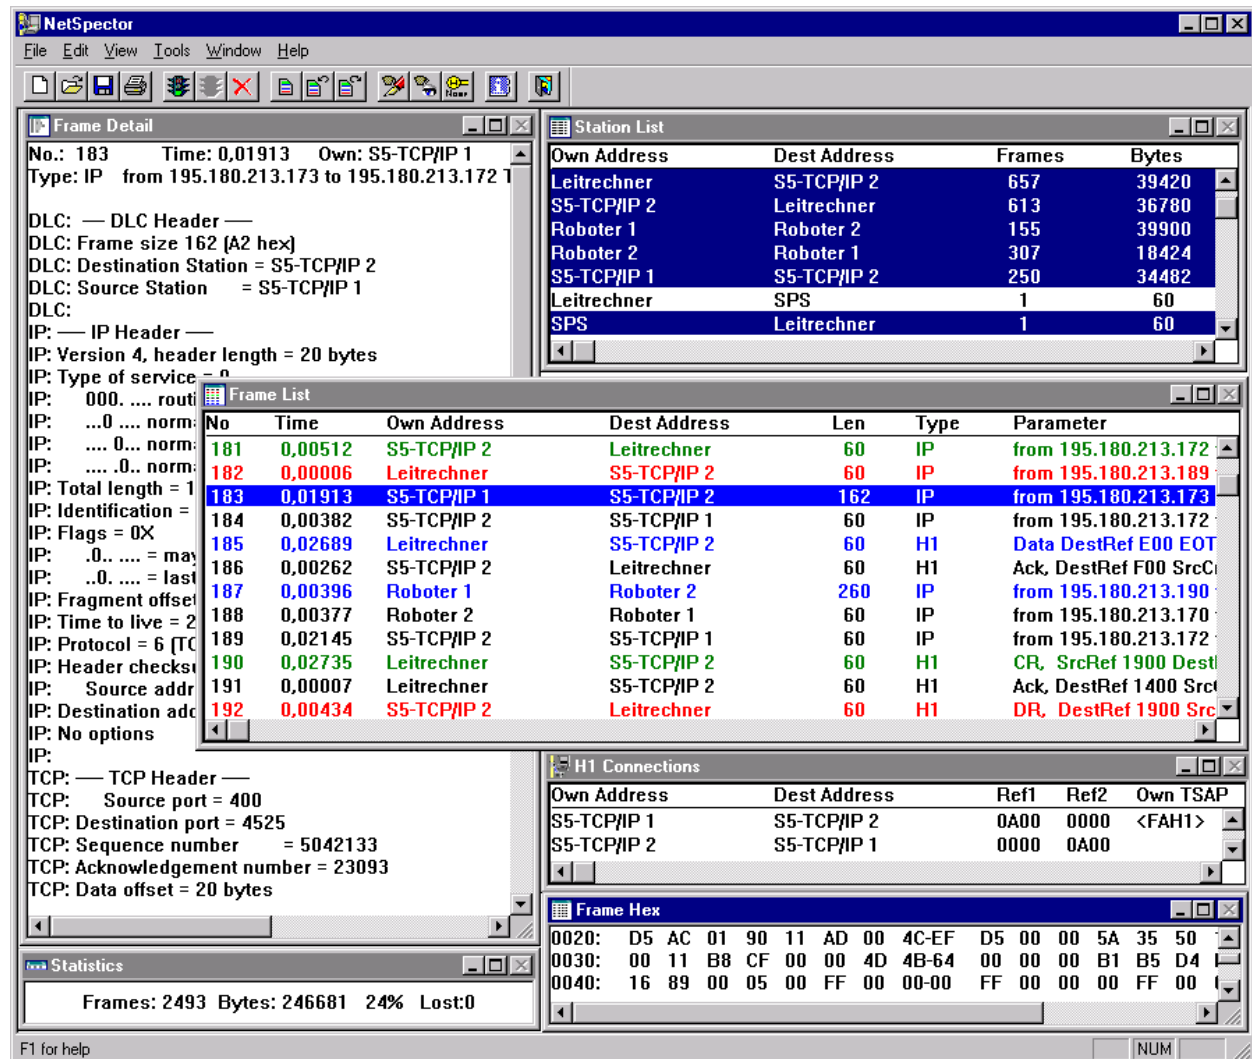 NetSpector
File Edit View Tools Window Help
Frame Detail
No.: 183 Time: 0,01913 Own: S5-TCP/IP 1
Type: IP from 195.180.213.173 to 195.180.213.172
DLC: — DLC Header —
DLC: Frame size 162 (A2 hex)
DLC: Destination Station = S5-TCP/IP 2
DLC: Source Station = S5-TCP/IP 1
DLC:
IP: — IP Header —
IP: Version 4, header length = 20 bytes
IP: Type of service = 0
IP: 000. .... routi
IP: ...0 .... norm
IP: .... 0... norm
IP: .... .0.. norm
IP: Total length = 1
IP: Identification =
IP: Flags = 0X
IP: .0.. .... = may
IP: ..0. .... = last
IP: Fragment offset
IP: Time to live = 2
IP: Protocol = 6 (TC
IP: Header checksu
IP: Source addr
IP: Destination add
IP: No options
IP:
TCP: — TCP Header —
TCP: Source port = 400
TCP: Destination port = 4525
TCP: Sequence number = 5042133
TCP: Acknowledgement number = 23093
TCP: Data offset = 20 bytes
Station List
Own Address Dest Address Frames Bytes
Leitrechner S5-TCP/IP 2 657 39420
S5-TCP/IP 2 Leitrechner 613 36780
Roboter 1 Roboter 2 155 39900
Roboter 2 Roboter 1 307 18424
S5-TCP/IP 1 S5-TCP/IP 2 250 34482
Leitrechner SPS 1 60
SPS Leitrechner 1 60
Frame List
No Time Own Address Dest Address Len Type Parameter
181 0,00512 S5-TCP/IP 2 Leitrechner 60 IP from 195.180.213.172
182 0,00006 Leitrechner S5-TCP/IP 2 60 IP from 195.180.213.189
183 0,01913 S5-TCP/IP 1 S5-TCP/IP 2 162 IP from 195.180.213.173
184 0,00382 S5-TCP/IP 2 S5-TCP/IP 1 60 IP from 195.180.213.172
185 0,02689 Leitrechner S5-TCP/IP 2 60 H1 Data DestRef E00 EOT
186 0,00262 S5-TCP/IP 2 Leitrechner 60 H1 Ack, DestRef F00 SrcC
187 0,00396 Roboter 1 Roboter 2 260 IP from 195.180.213.190
188 0,00377 Roboter 2 Roboter 1 60 IP from 195.180.213.170
189 0,02145 S5-TCP/IP 2 S5-TCP/IP 1 60 IP from 195.180.213.172
190 0,02735 Leitrechner S5-TCP/IP 2 60 H1 CR, SrcRef 1900 Dest
191 0,00007 Leitrechner S5-TCP/IP 2 60 H1 Ack, DestRef 1400 Src
192 0,00434 S5-TCP/IP 2 Leitrechner 60 H1 DR, DestRef 1900 Src
H1 Connections
Own Address Dest Address Ref1 Ref2 Own TSAP
S5-TCP/IP 1 S5-TCP/IP 2 0A00 0000 <FAH1>
S5-TCP/IP 2 S5-TCP/IP 1 0000 0A00
Frame Hex
0020: D5 AC 01 90 11 AD 00 4C-EF D5 00 00 5A 35 50
0030: 00 11 B8 CF 00 00 4D 4B-64 00 00 00 B1 B5 D4
0040: 16 89 00 05 00 FF 00 00-00 FF 00 00 00 FF 00
Statistics
Frames: 2493 Bytes: 246681 24% Lost:0
F1 for help
NUM